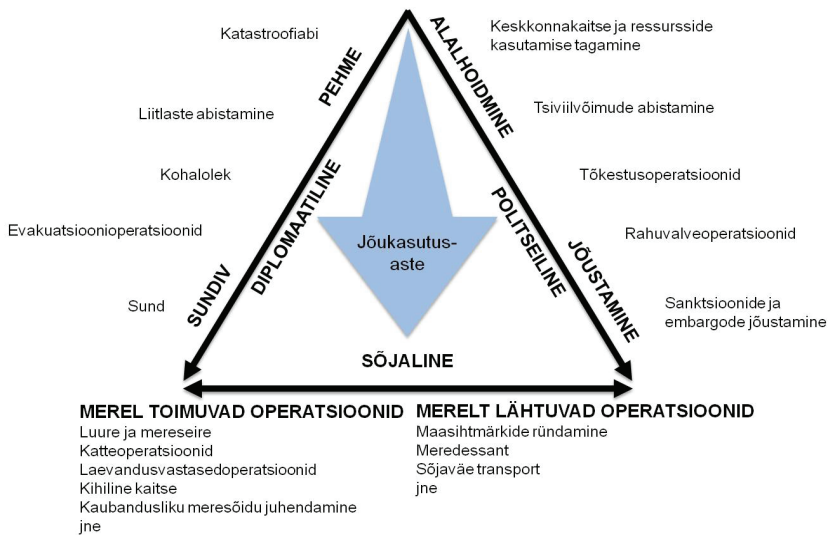 Katastroofiabi
Liitlaste abistamine
Kohalolek
Evakuatsioonioperatsioonid
Sund
PEHME
DIPLOMAATILINE
SUNDIV
Jõukasutus-
aste
ALALHOIDMINE
POLITSEILINE
JÕUSTAMINE
Keskkonnakaitse ja ressursside
kasutamise tagamine
Tsiviilvõimude abistamine
Tõkestusoperatsioonid
Rahuvalveoperatsioonid
Sanktsioonide ja
embargode jõustamine
SÕJALINE
MEREL TOIMUVAD OPERATSIOONID
Luure ja mereseire
Katteoperatsioonid
Laevandusvastasedoperatsioonid
Kihiline kaitse
Kaubandusliku meresõidu juhendamine
jne
MERELT LÄHTUVAD OPERATSIOONID
Maasihtmärkide ründamine
Meredessant
Sõjaväe transport
jne